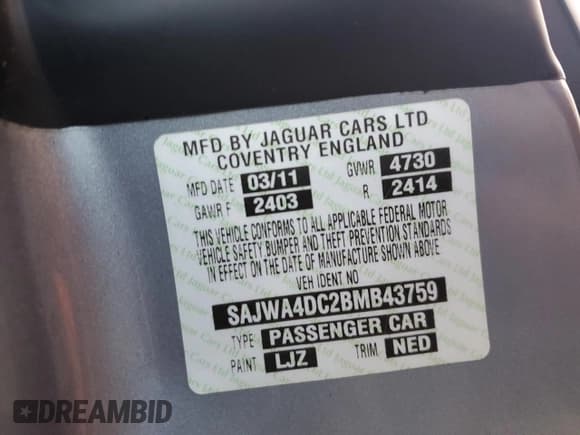 MFD BY JAGUAR CARS LTD
COVENTRY ENGLAND
MFD DATE 03/11 GVWR 4730
GAWR F 2403 R 2414
THIS VEHICLE CONFORMS TO ALL APPLICABLE FEDERAL MOTOR
VEHICLE SAFETY BUMPER AND THEFT PREVENTION STANDARDS
IN EFFECT ON THE DATE OF MANUFACTURE SHOWN ABOVE
VEH IDENT NO
SAJWA4DC2BMB43759
TYPE PASSENGER CAR
PAINT LJZ TRIM NED
DREAMBID